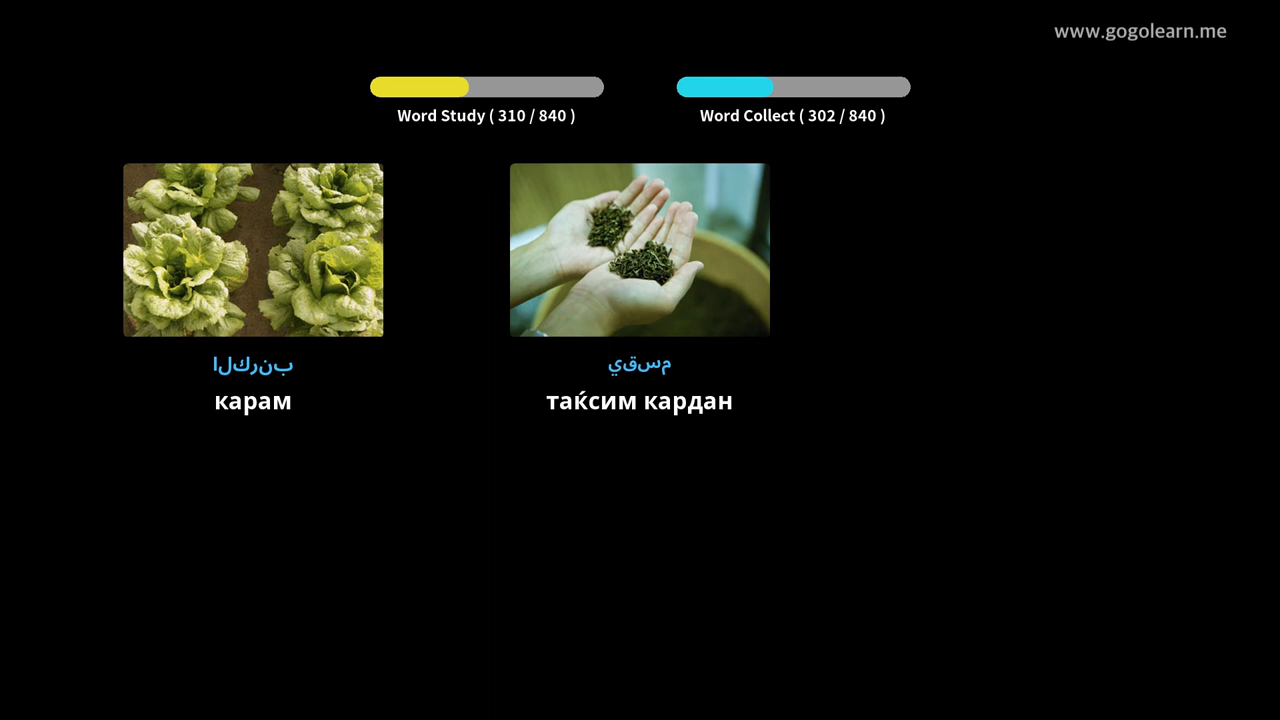 www.gogolearn.me
Word Study ( 310 / 840 )
Word Collect ( 302 / 840 )
الكرنب
карам
يقسم
таќсим кардан